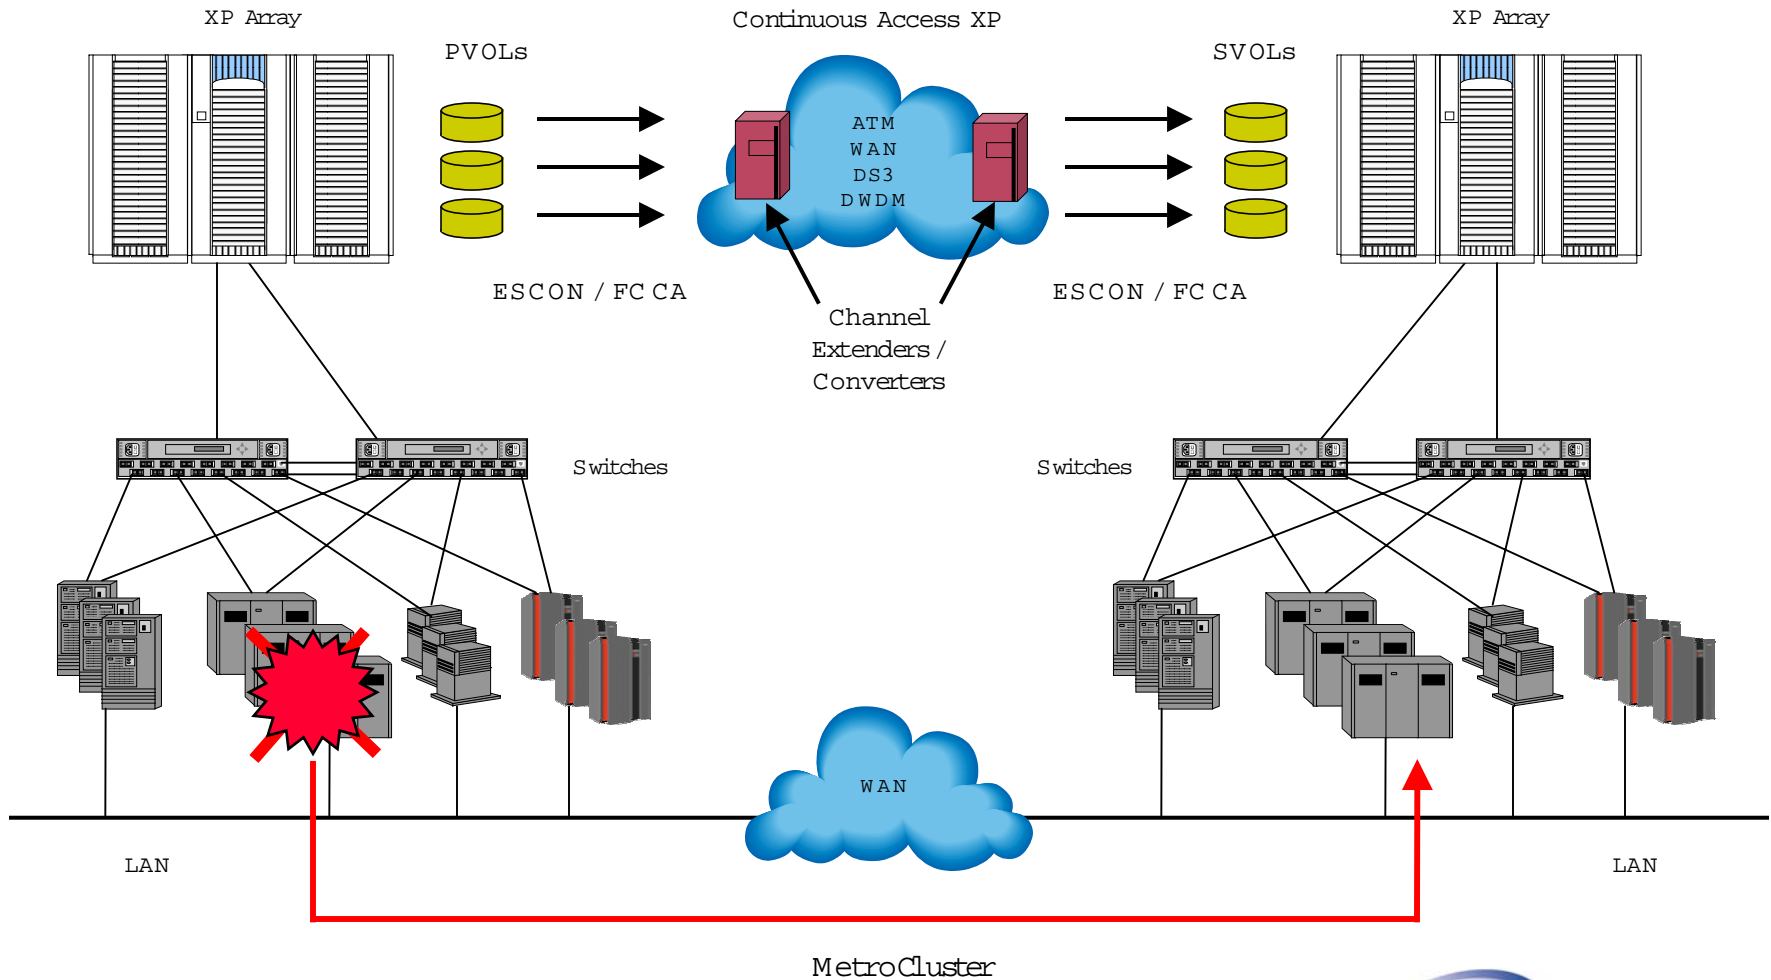 XP Array
Continuous Access XP
XP Array
PVOLs
SVOLs
ATM
WAN
DS3
DWDM
ESCON / FC CA
ESCON / FC CA
Channel
Extenders /
Converters
Switches
Switches
WAN
LAN
LAN
MetroCluster